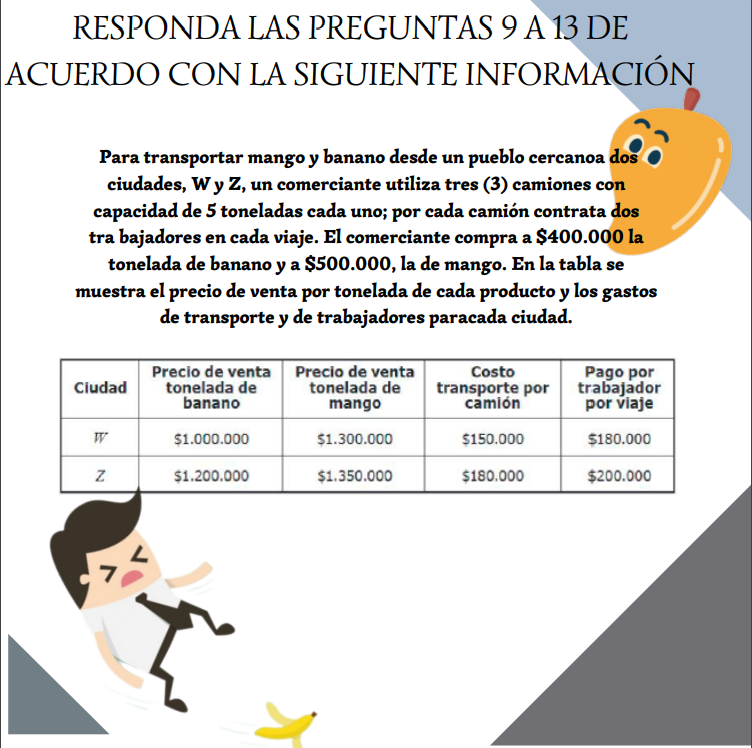 RESPONDA LAS PREGUNTAS 9 A 13 DE
ACUERDO CON LA SIGUIENTE INFORMACIÓN
Para transportar mango y banano desde un pueblo cercanoa dos
ciudades, W y Z, un comerciante utiliza tres (3) camiones con
capacidad de 5 toneladas cada uno; por cada camión contrata dos
tra bajadores en cada viaje. El comerciante compra a $400.000 la
tonelada de banano y a $500.000, la de mango. En la tabla se
muestra el precio de venta por tonelada de cada producto y los gastos
de transporte y de trabajadores paracada ciudad.
Ciudad Precio de venta tonelada de banano Precio de venta tonelada de mango Costo transporte por camión Pago por trabajador por viaje
W $1.000.000 $1.300.000 $150.000 $180.000
Z $1.200.000 $1.350.000 $180.000 $200.000